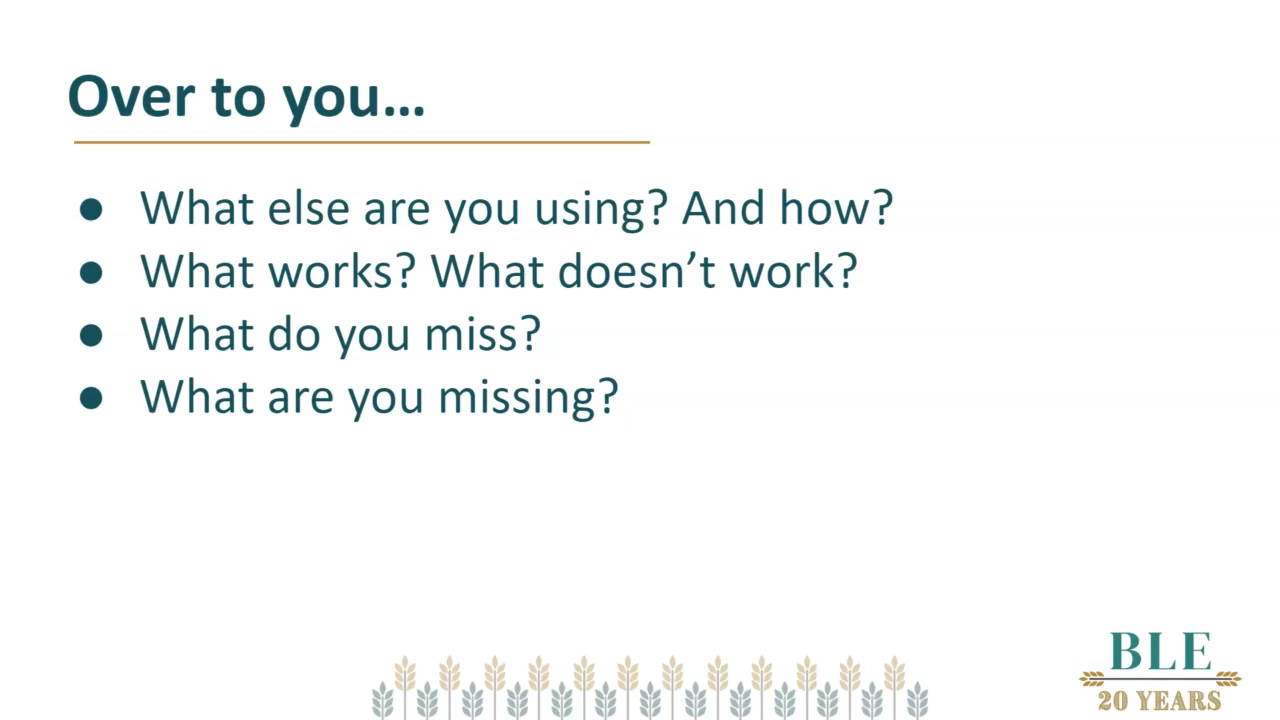 Over to you…
● What else are you using? And how?
● What works? What doesn’t work?
● What do you miss?
● What are you missing?
BLE
20 YEARS